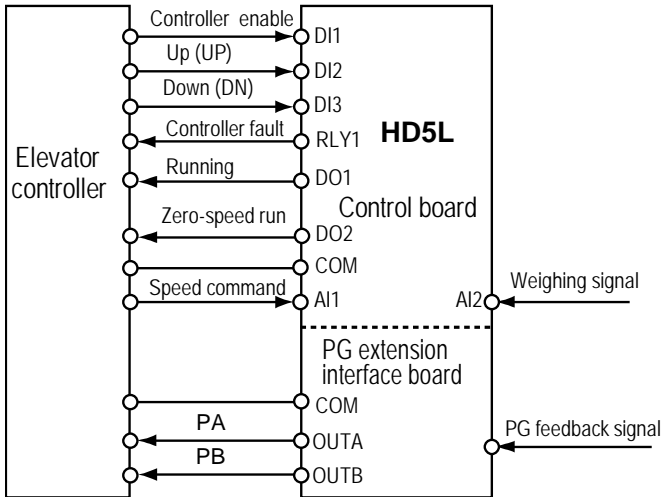 Controller enable
DI1
Up (UP)
DI2
Down (DN)
DI3
Controller fault
RLY1
HD5L
Elevator
controller
Running
DO1
Control board
Zero-speed run
DO2
COM
Speed command
AI1
AI2
Weighing signal
PG extension
interface board
COM
PA
OUTA
PG feedback signal
PB
OUTB